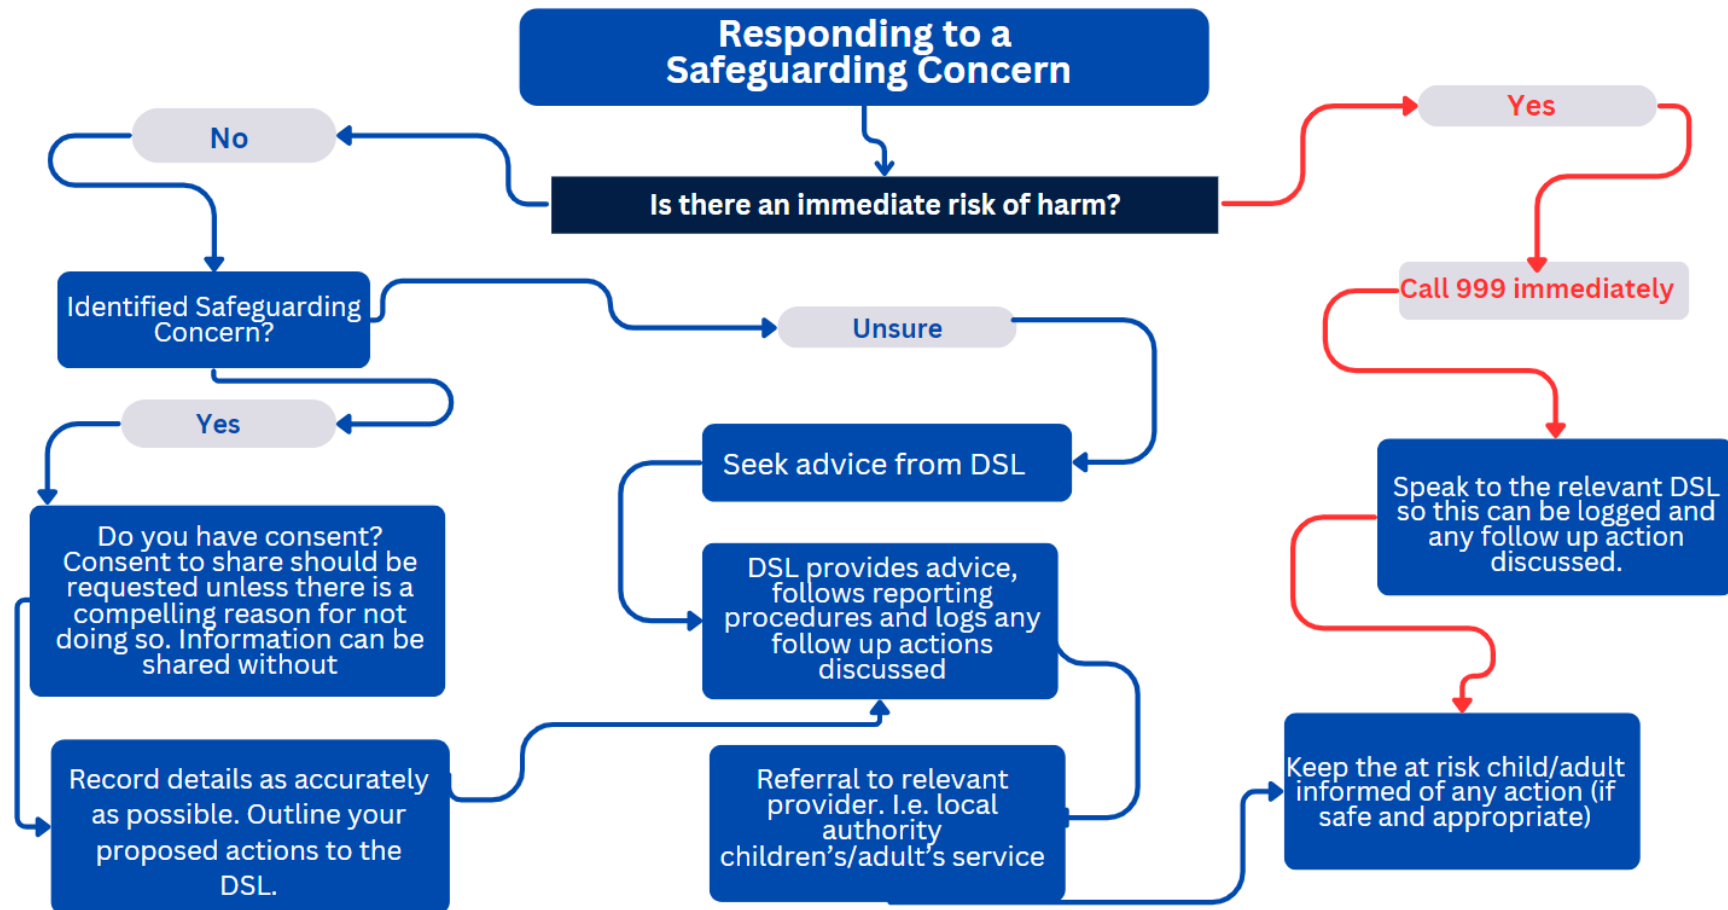 Responding to a
Safeguarding Concern
No
Yes
Is there an immediate risk of harm?
Identified Safeguarding
Concern?
Unsure
Call 999 immediately
Yes
Seek advice from DSL
Speak to the relevant DSL
so this can be logged and
any follow up action
discussed.
Do you have consent?
Consent to share should be
requested unless there is a
compelling reason for not
doing so. Information can be
shared without
DSL provides advice,
follows reporting
procedures and logs any
follow up actions
discussed
Record details as accurately
as possible. Outline your
proposed actions to the
DSL.
Referral to relevant
provider. I.e. local
authority
children’s/adult’s service
Keep the at risk child/adult
informed of any action (if
safe and appropriate)